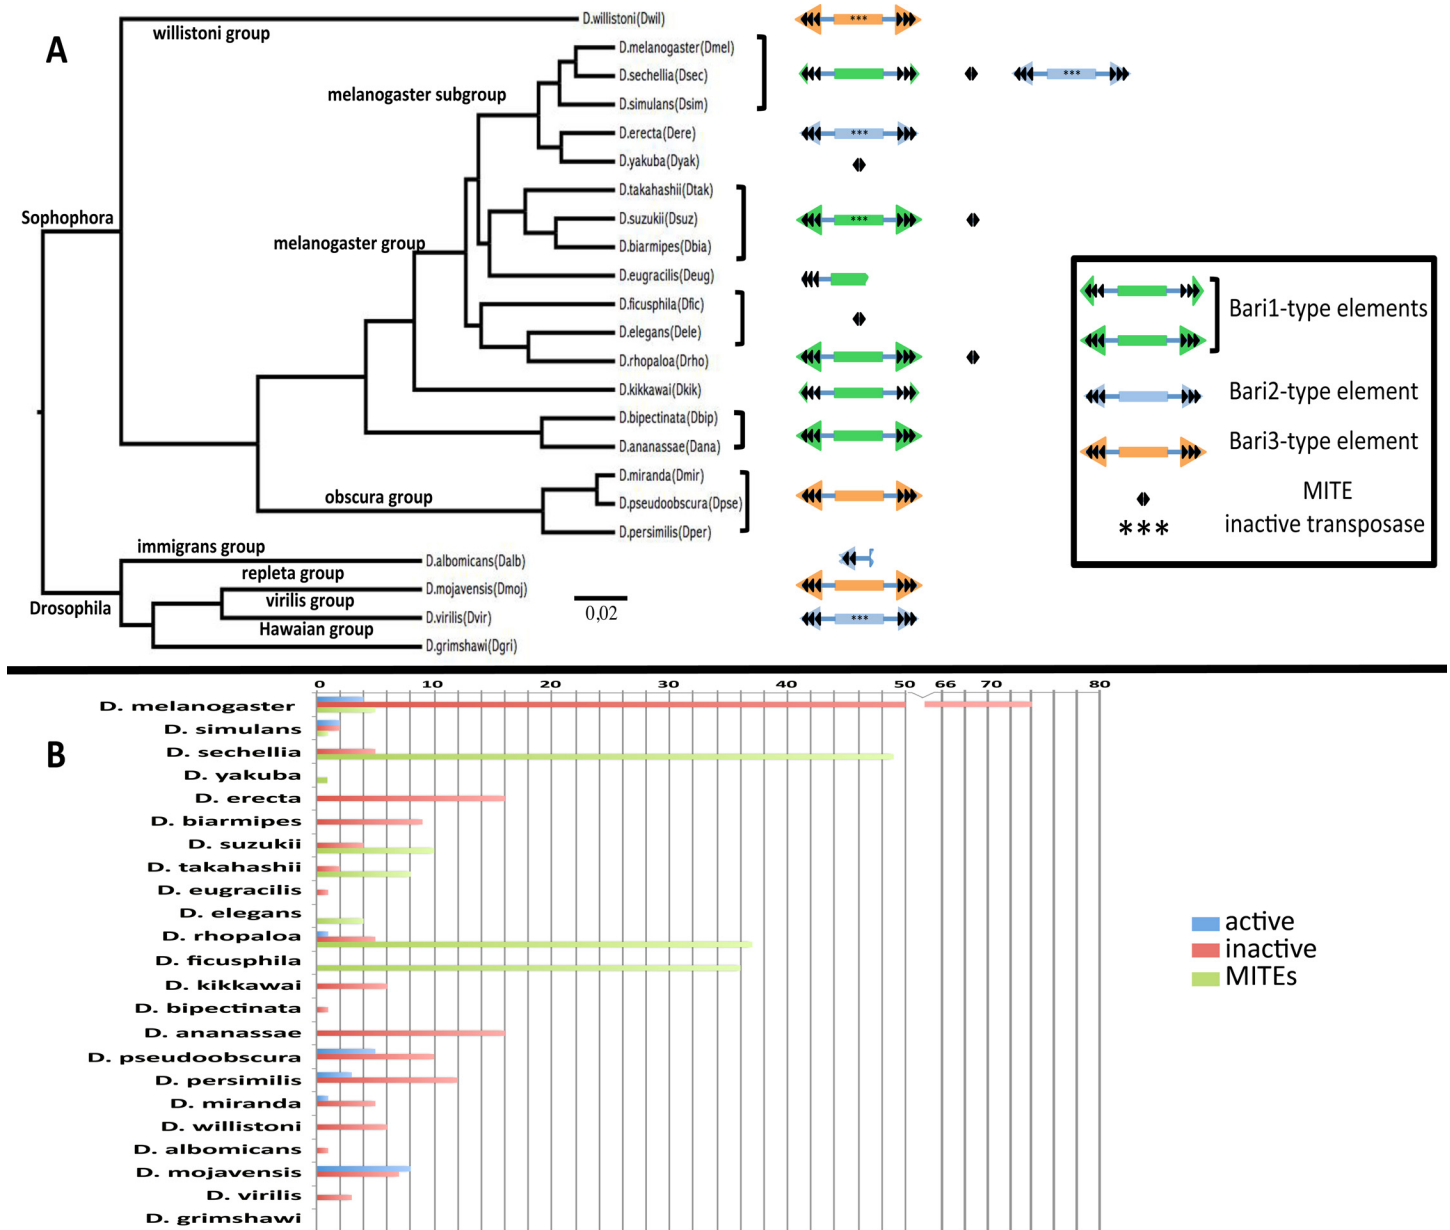 A
willistoni group
D.willistoni(Dwil)
***
D.melanogaster(Dmel)
D.sechellia(Dsec)
***
melanogaster subgroup
D.simulans(Dsim)
D.erecta(Dere)
***
D.yakuba(Dyak)
D.takahashii(Dtak)
Sophophora
D.suzukii(Dsuz)
***
melanogaster group
D.biarmipes(Dbia)
D.eugracilis(Deug)
D.ficusphila(Dfic)
D.elegans(Dele)
D.rhopaloa(Drho)
D.kikkawai(Dkik)
D.bipectinata(Dbip)
D.ananassae(Dana)
D.miranda(Dmir)
obscura group
D.pseudoobscura(Dpse)
D.persimilis(Dper)
immigrans group
D.albomicans(Dalb)
repleta group
D.mojavensis(Dmoj)
virilis group
Drosophila
D.virilis(Dvir)
***
Hawaian group
D.grimshawi(Dgri)
0,02
Bari1-type elements
Bari2-type element
Bari3-type element
MITE
*** inactive transposase
0 10 20 30 40 50 66 70 80
B
D. melanogaster
D. simulans
D. sechellia
D. yakuba
D. erecta
D. biarmipes
D. suzukii
D. takahashii
D. eugracilis
D. elegans
D. rhopaloa
D. ficusphila
D. kikkawai
D. bipectinata
D. ananassae
D. pseudoobscura
D. persimilis
D. miranda
D. willistoni
D. albomicans
D. mojavensis
D. virilis
D. grimshawi
active
inactive
MITEs